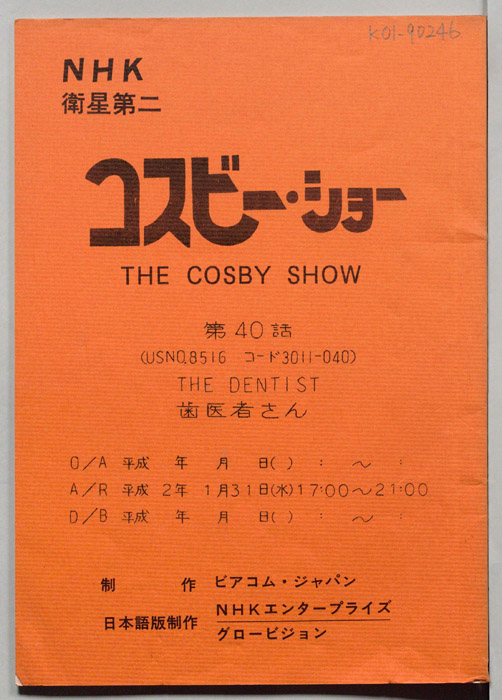 K01-90246
NHK
衛星第二
コスビー・ショー
THE COSBY SHOW
第40話
(USNO.8516 コード3011-040)
THE DENTIST
歯医者さん
O/A 平成 年 月 日( ) : ～ :
A/R 平成 2年 1月31日(水)17:00～21:00
D/B 平成 年 月 日( ) : ～ :
制作 ビアコム・ジャパン
日本語版制作 NHKエンタープライズ
グロービジョン